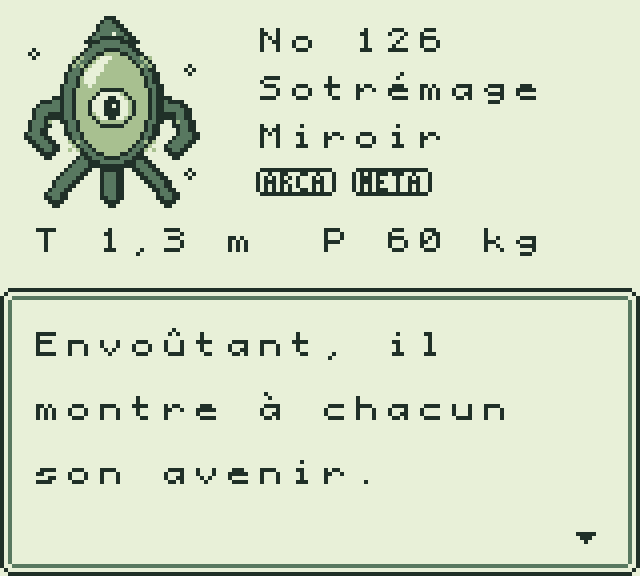 No 126
Sotrémage
Miroir
ARCA META
T 1,3 m P 60 kg
Envoûtant, il
montre à chacun
son avenir.